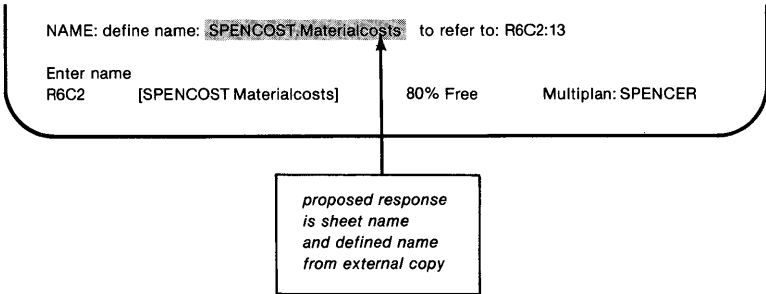 NAME: define name: SPENCOST.Materialcosts to refer to: R6C2:13
Enter name
R6C2 [SPENCOST Materialcosts] 80% Free Multiplan: SPENCER
proposed response
is sheet name
and defined name
from external copy